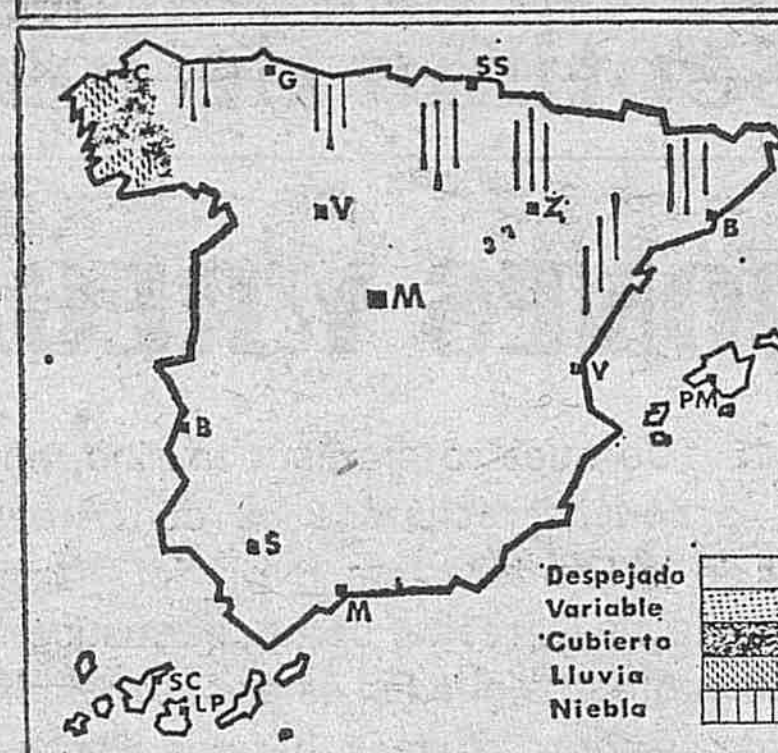 C
G
SS
V
Z
B
M
V
PM
B
S
M
SC
LP
Despejado
Variable
Cubierto
Lluvia
Niebla